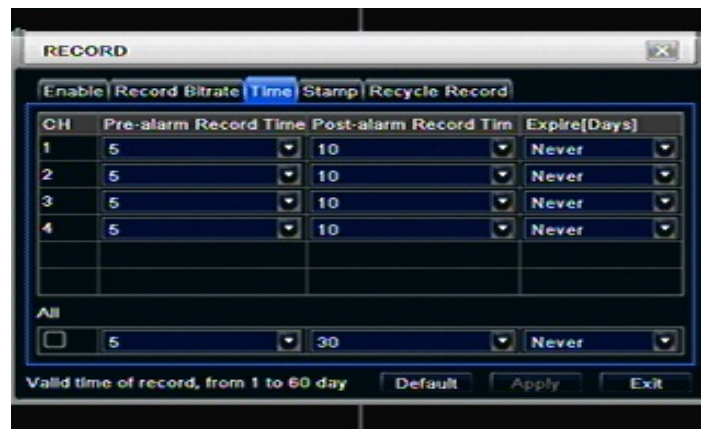 RECORD
Enable Record Bitrate Time Stamp Recycle Record
CH Pre-alarm Record Time Post-alarm Record Tim Expire[Days]
1 5 10 Never
2 5 10 Never
3 5 10 Never
4 5 10 Never
All
5 30 Never
Valid time of record, from 1 to 60 day Default Apply Exit